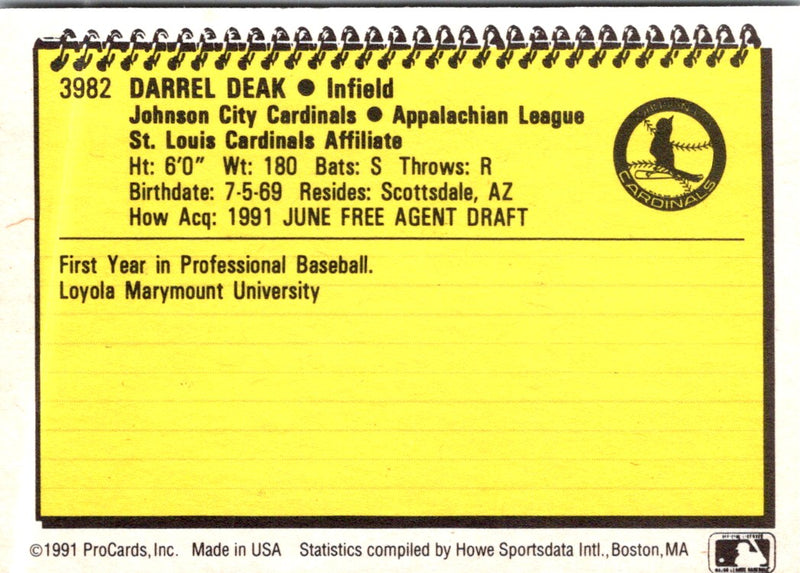 3982 DARREL DEAK ● Infield
Johnson City Cardinals ● Appalachian League
St. Louis Cardinals Affiliate
Ht: 6'0" Wt: 180 Bats: S Throws: R
Birthdate: 7-5-69 Resides: Scottsdale, AZ
How Acq: 1991 JUNE FREE AGENT DRAFT
CARDINALS
First Year in Professional Baseball.
Loyola Marymount University
©1991 ProCards, Inc. Made in USA Statistics compiled by Howe Sportsdata Intl., Boston, MA